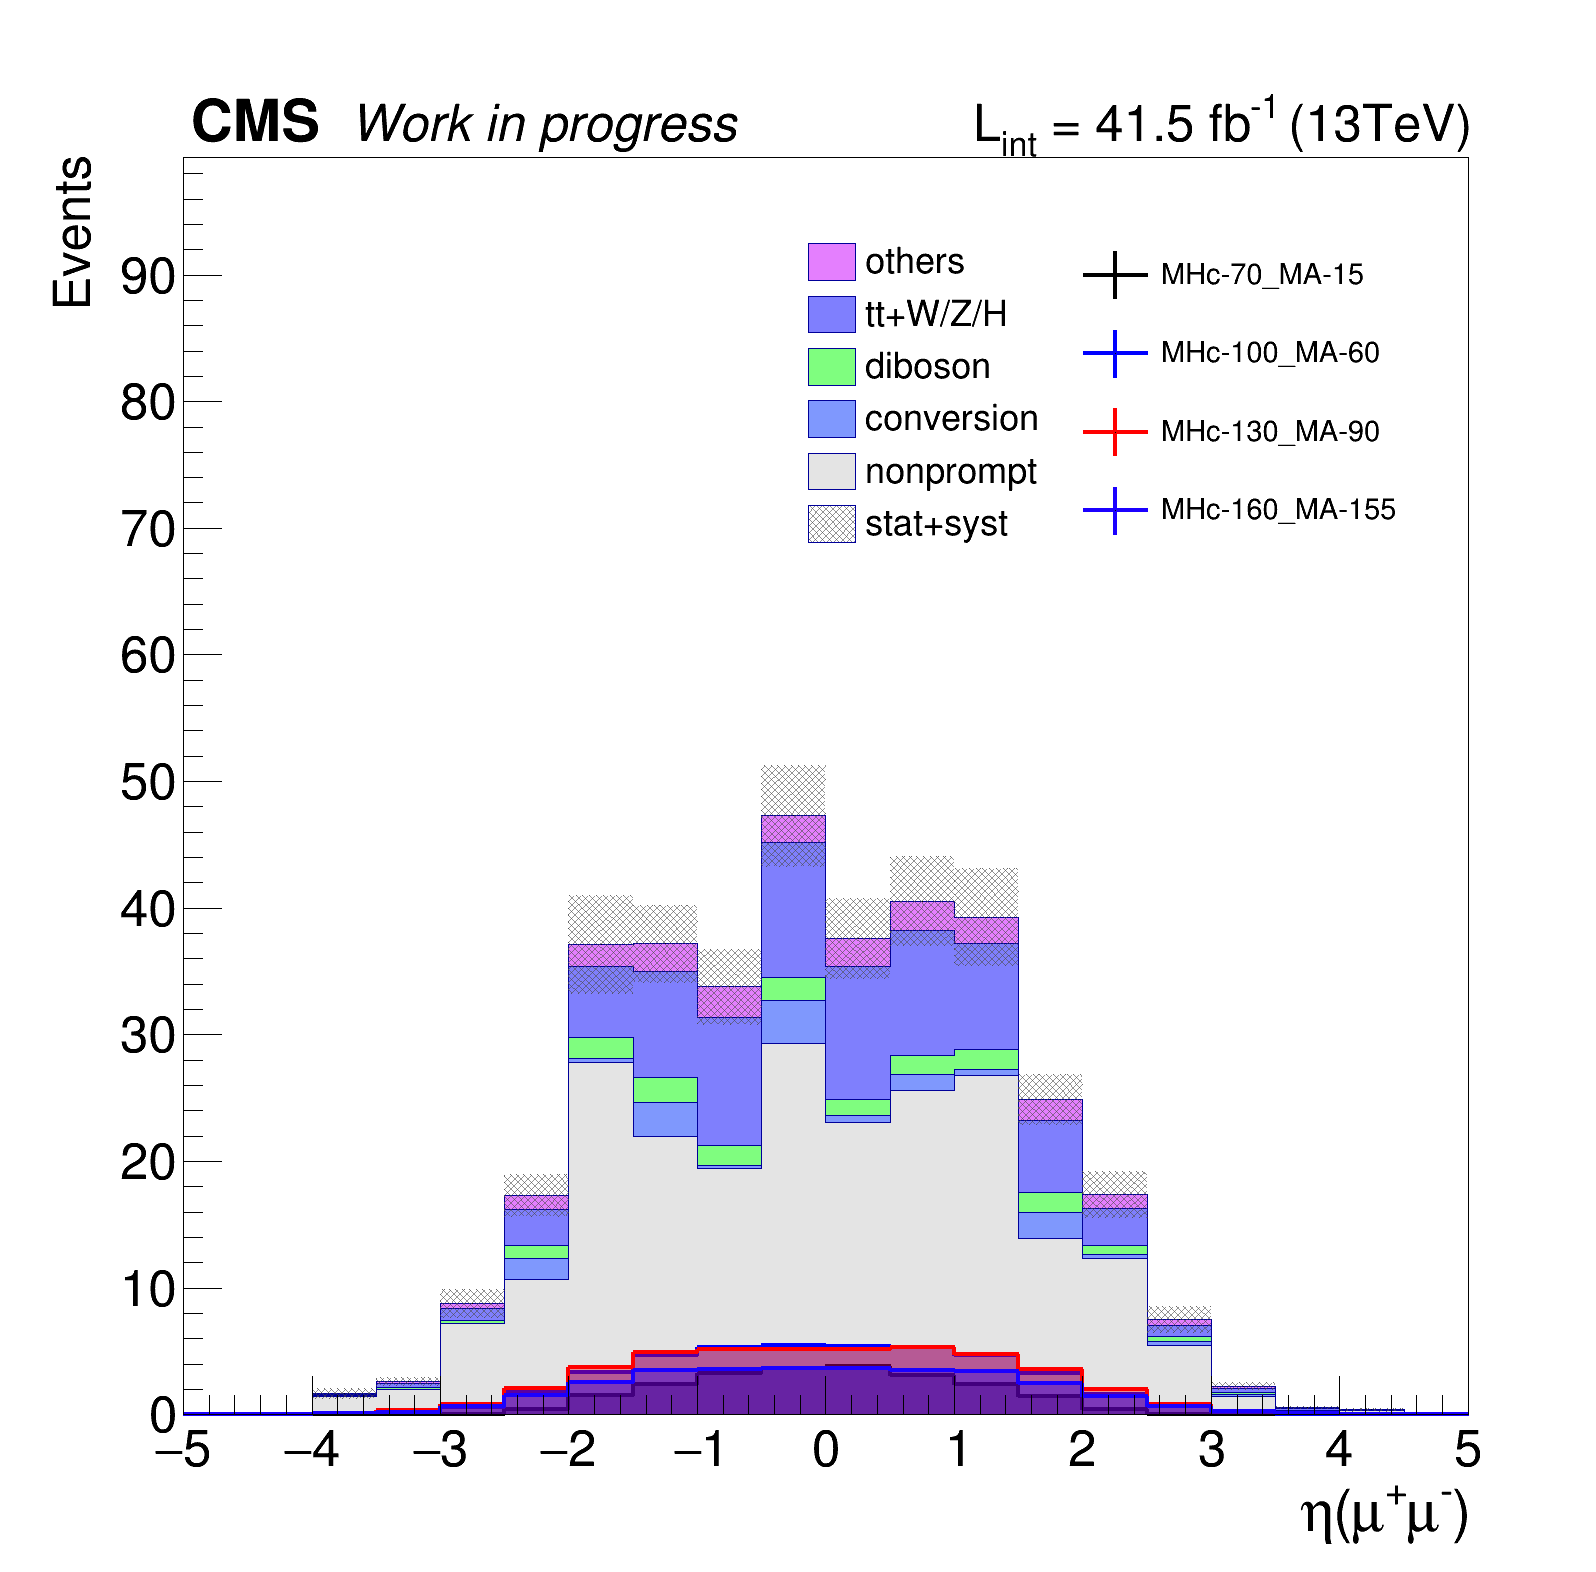 CMS Work in progress
L_int = 41.5 fb^-1 (13TeV)
Events
others
tt+W/Z/H
diboson
conversion
nonprompt
stat+syst
MHc-70_MA-15
MHc-100_MA-60
MHc-130_MA-90
MHc-160_MA-155
90
80
70
60
50
40
30
20
10
0
−5 −4 −3 −2 −1 0 1 2 3 4 5
η(μ⁺μ⁻)